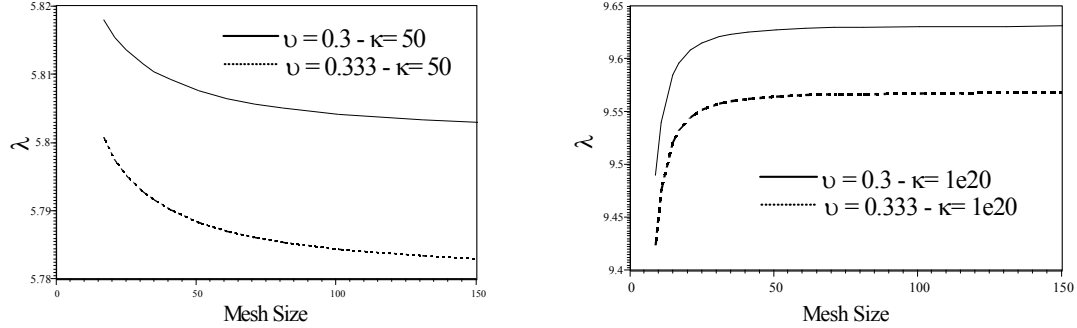 5.82
5.81
5.8
5.79
5.78
λ
υ = 0.3 - κ= 50
υ = 0.333 - κ= 50
0
50
100
150
Mesh Size
9.65
9.6
9.55
9.5
9.45
9.4
λ
υ = 0.3 - κ= 1e20
υ = 0.333 - κ= 1e20
0
50
100
150
Mesh Size